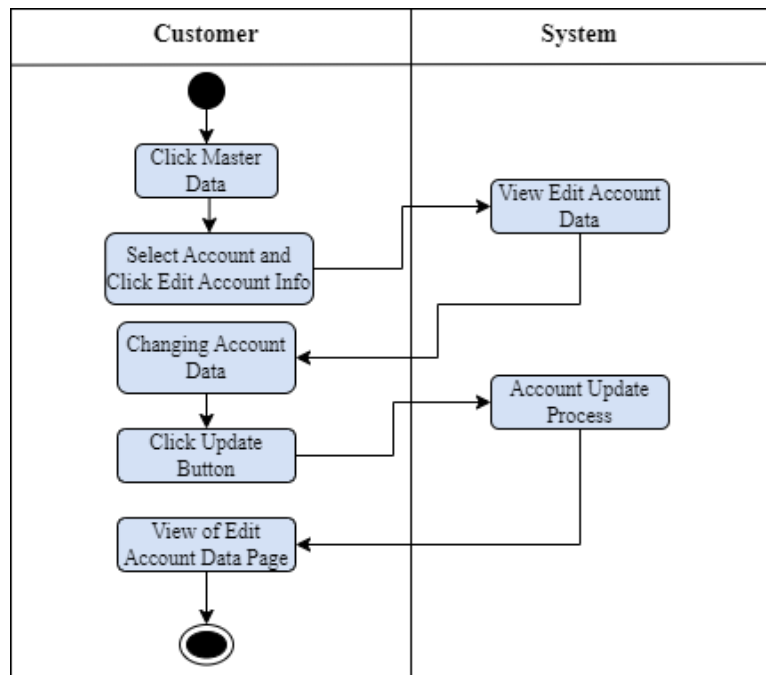 Customer
System
Click Master
Data
View Edit Account
Data
Select Account and
Click Edit Account Info
Changing Account
Data
Account Update
Process
Click Update
Button
View of Edit
Account Data Page